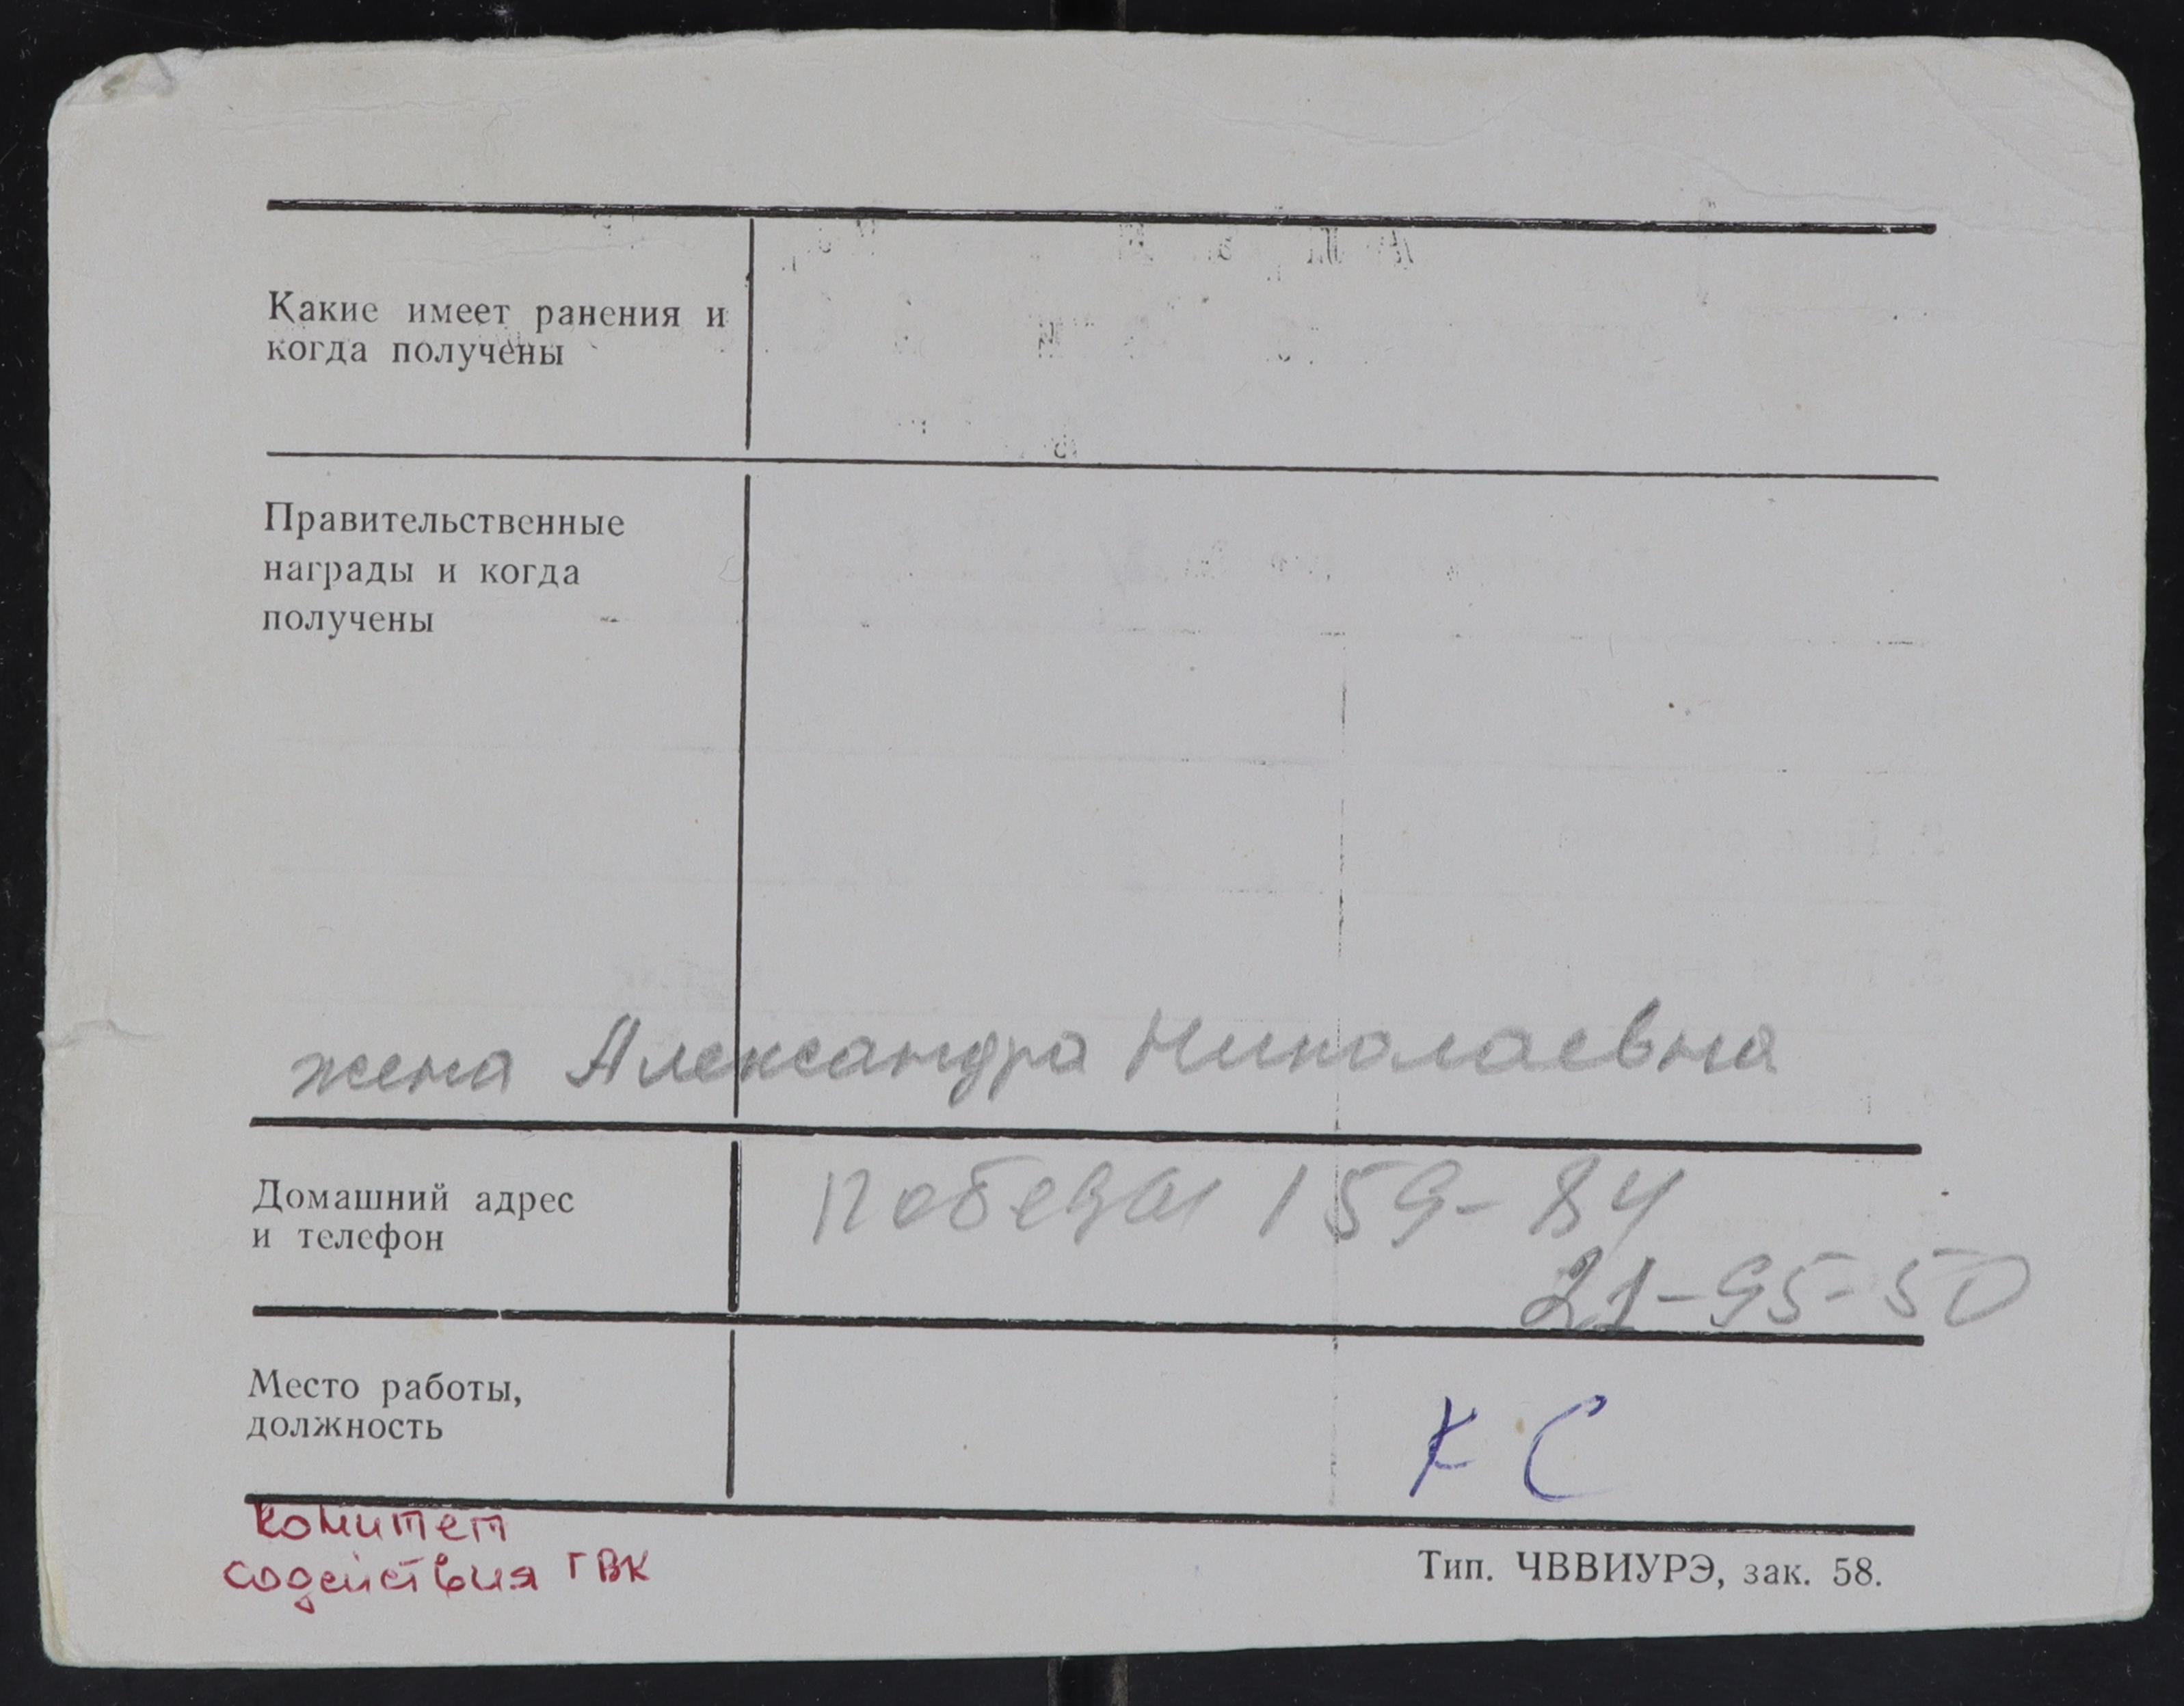 Какие имеет ранения и
когда получены
Правительственные
награды и когда
получены
жена Александра Николаевна
Домашний адрес
и телефон
Победы 159-84
21-95-50
Место работы,
должность
КС
комитет
содействия ГВК
Тип. ЧВВИУРЭ, зак. 58.